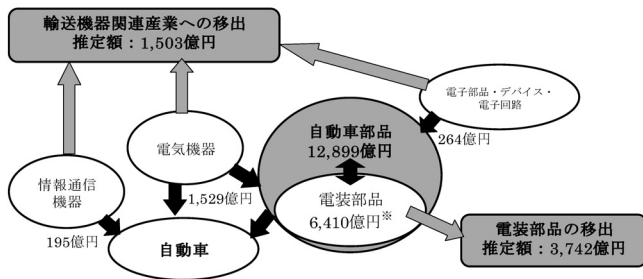 輸送機器関連産業への移出
推定額：1,503億円
電子部品・デバイス・
電子回路
自動車部品
12,899億円
264億円
電気機器
情報通信
機器
1,529億円
電装部品
6,410億円※
195億円
自動車
電装部品の移出
推定額：3,742億円